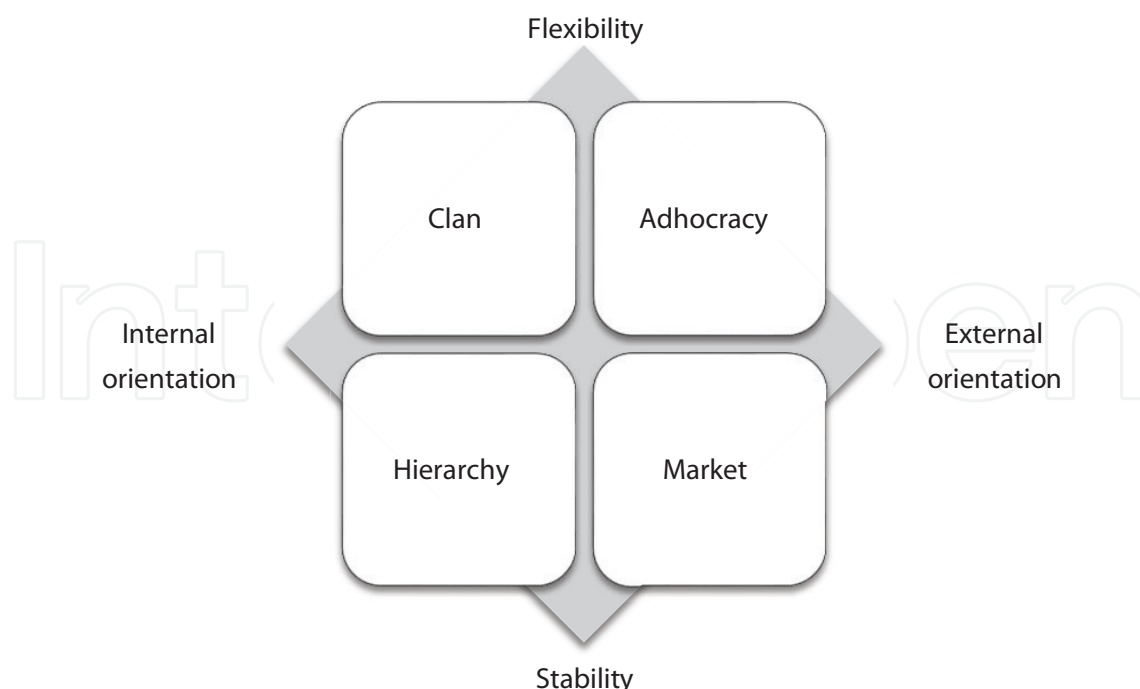 Flexibility
Clan
Adhocracy
Internal
orientation
External
orientation
Hierarchy
Market
Stability